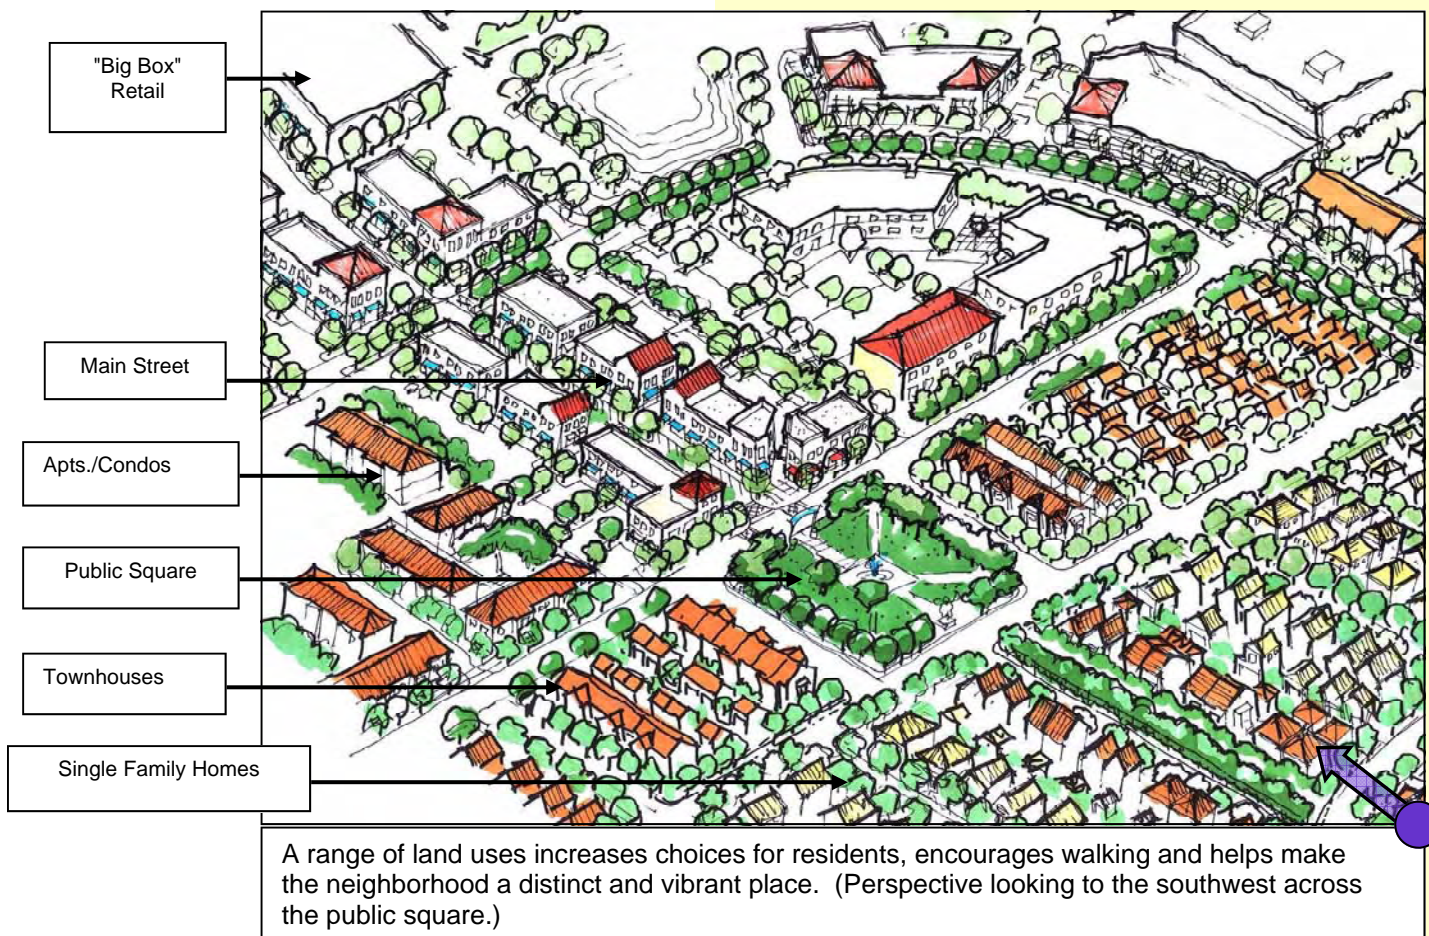 "Big Box"
Retail
Main Street
Apts./Condos
Public Square
Townhouses
Single Family Homes
A range of land uses increases choices for residents, encourages walking and helps make
the neighborhood a distinct and vibrant place.  (Perspective looking to the southwest across
the public square.)